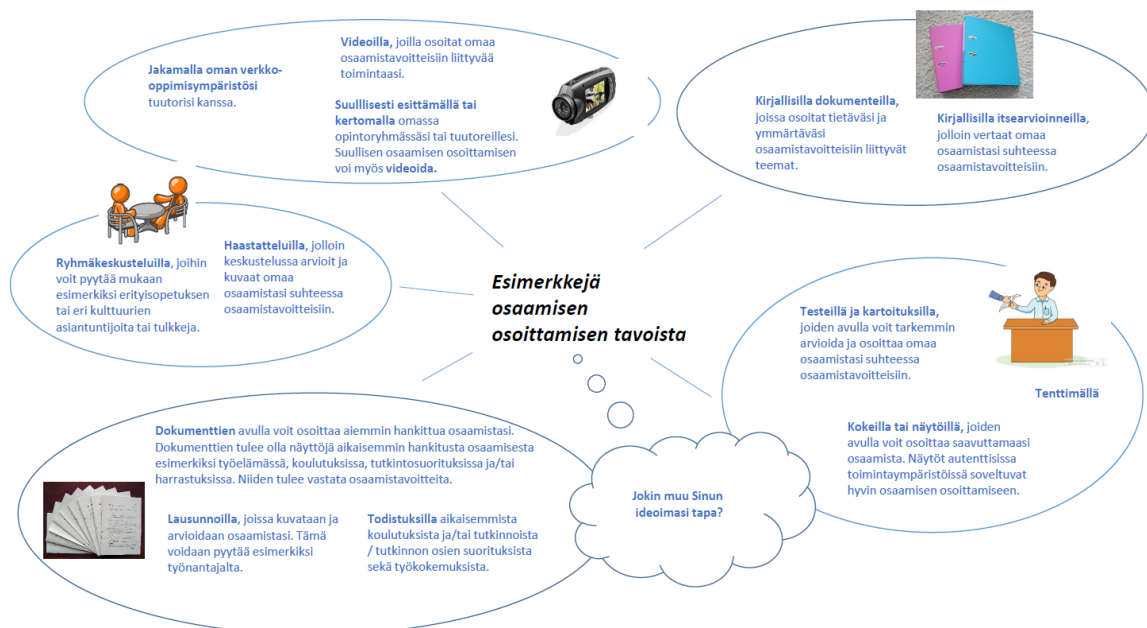 Jakamalla oman verkko-
oppimisympäristösi
tuutorisi kanssa.
Videoilla, joilla osoitat omaa
osaamistavoitteisiin liittyvää
toimintaasi.
Suulllisesti esittämällä tai
kertomalla omassa
opintoryhmässäsi tai tuutoreillesi.
Suullisen osaamisen osoittamisen
voi myös videoida.
Kirjallisilla dokumenteilla,
joissa osoitat tietäväsi ja
ymmärtäväsi
osaamistavoitteisiin liittyvät
teemat.
Kirjallisilla itsearvioinneilla,
jolloin vertaat omaa
osaamistasi suhteessa
osaamistavoitteisiin.
Ryhmäkeskusteluilla, joihin
voit pyytää mukaan
esimerkiksi erityisopetuksen
tai eri kulttuurien
asiantuntijoita tai tulkkeja.
Haastatteluilla, jolloin
keskustelussa arvioit ja
kuvaat omaa
osaamistasi suhteessa
osaamistavoitteisiin.
Esimerkkejä
osaamisen
osoittamisen tavoista
Testeillä ja kartoituksilla,
joiden avulla voit tarkemmin
arvioida ja osoittaa omaa
osaamistasi suhteessa
osaamistavoitteisiin.
Tenttimällä
Kokeilla tai näytöillä, joiden
avulla voit osoittaa saavuttamaasi
osaamista. Näytöt autenttisissa
toimintaympäristöissä soveltuvat
hyvin osaamisen osoittamiseen.
Dokumenttien avulla voit osoittaa aiemmin hankittua osaamistasi.
Dokumenttien tulee olla näyttöjä aikaisemmin hankitusta osaamisesta
esimerkiksi työelämässä, koulutuksissa, tutkintosuorituksissa ja/tai
harrastuksissa. Niiden tulee vastata osaamistavoitteita.
Lausunnoilla, joissa kuvataan ja
arvioidaan osaamistasi. Tämä
voidaan pyytää esimerkiksi
työnantajalta.
Todistuksilla aikaisemmista
koulutuksista ja/tai tutkinnoista
/ tutkinnon osien suorituksista
sekä työkokemuksista.
Jokin muu Sinun
ideoimasi tapa?